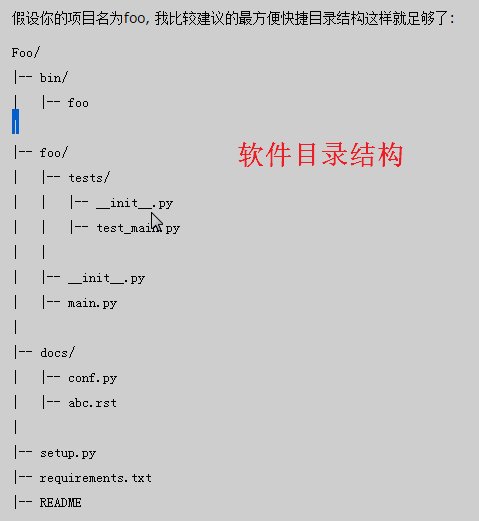 假设你的项目名为foo, 我比较建议的最方便快捷目录结构这样就足够了:
Foo/
|-- bin/
|   |-- foo
|
|-- foo/
软件目录结构
|   |-- tests/
|   |   |-- __init__.py
|   |   |-- test_main.py
|   |
|   |-- __init__.py
|   |-- main.py
|
|-- docs/
|   |-- conf.py
|   |-- abc.rst
|
|-- setup.py
|-- requirements.txt
|-- README